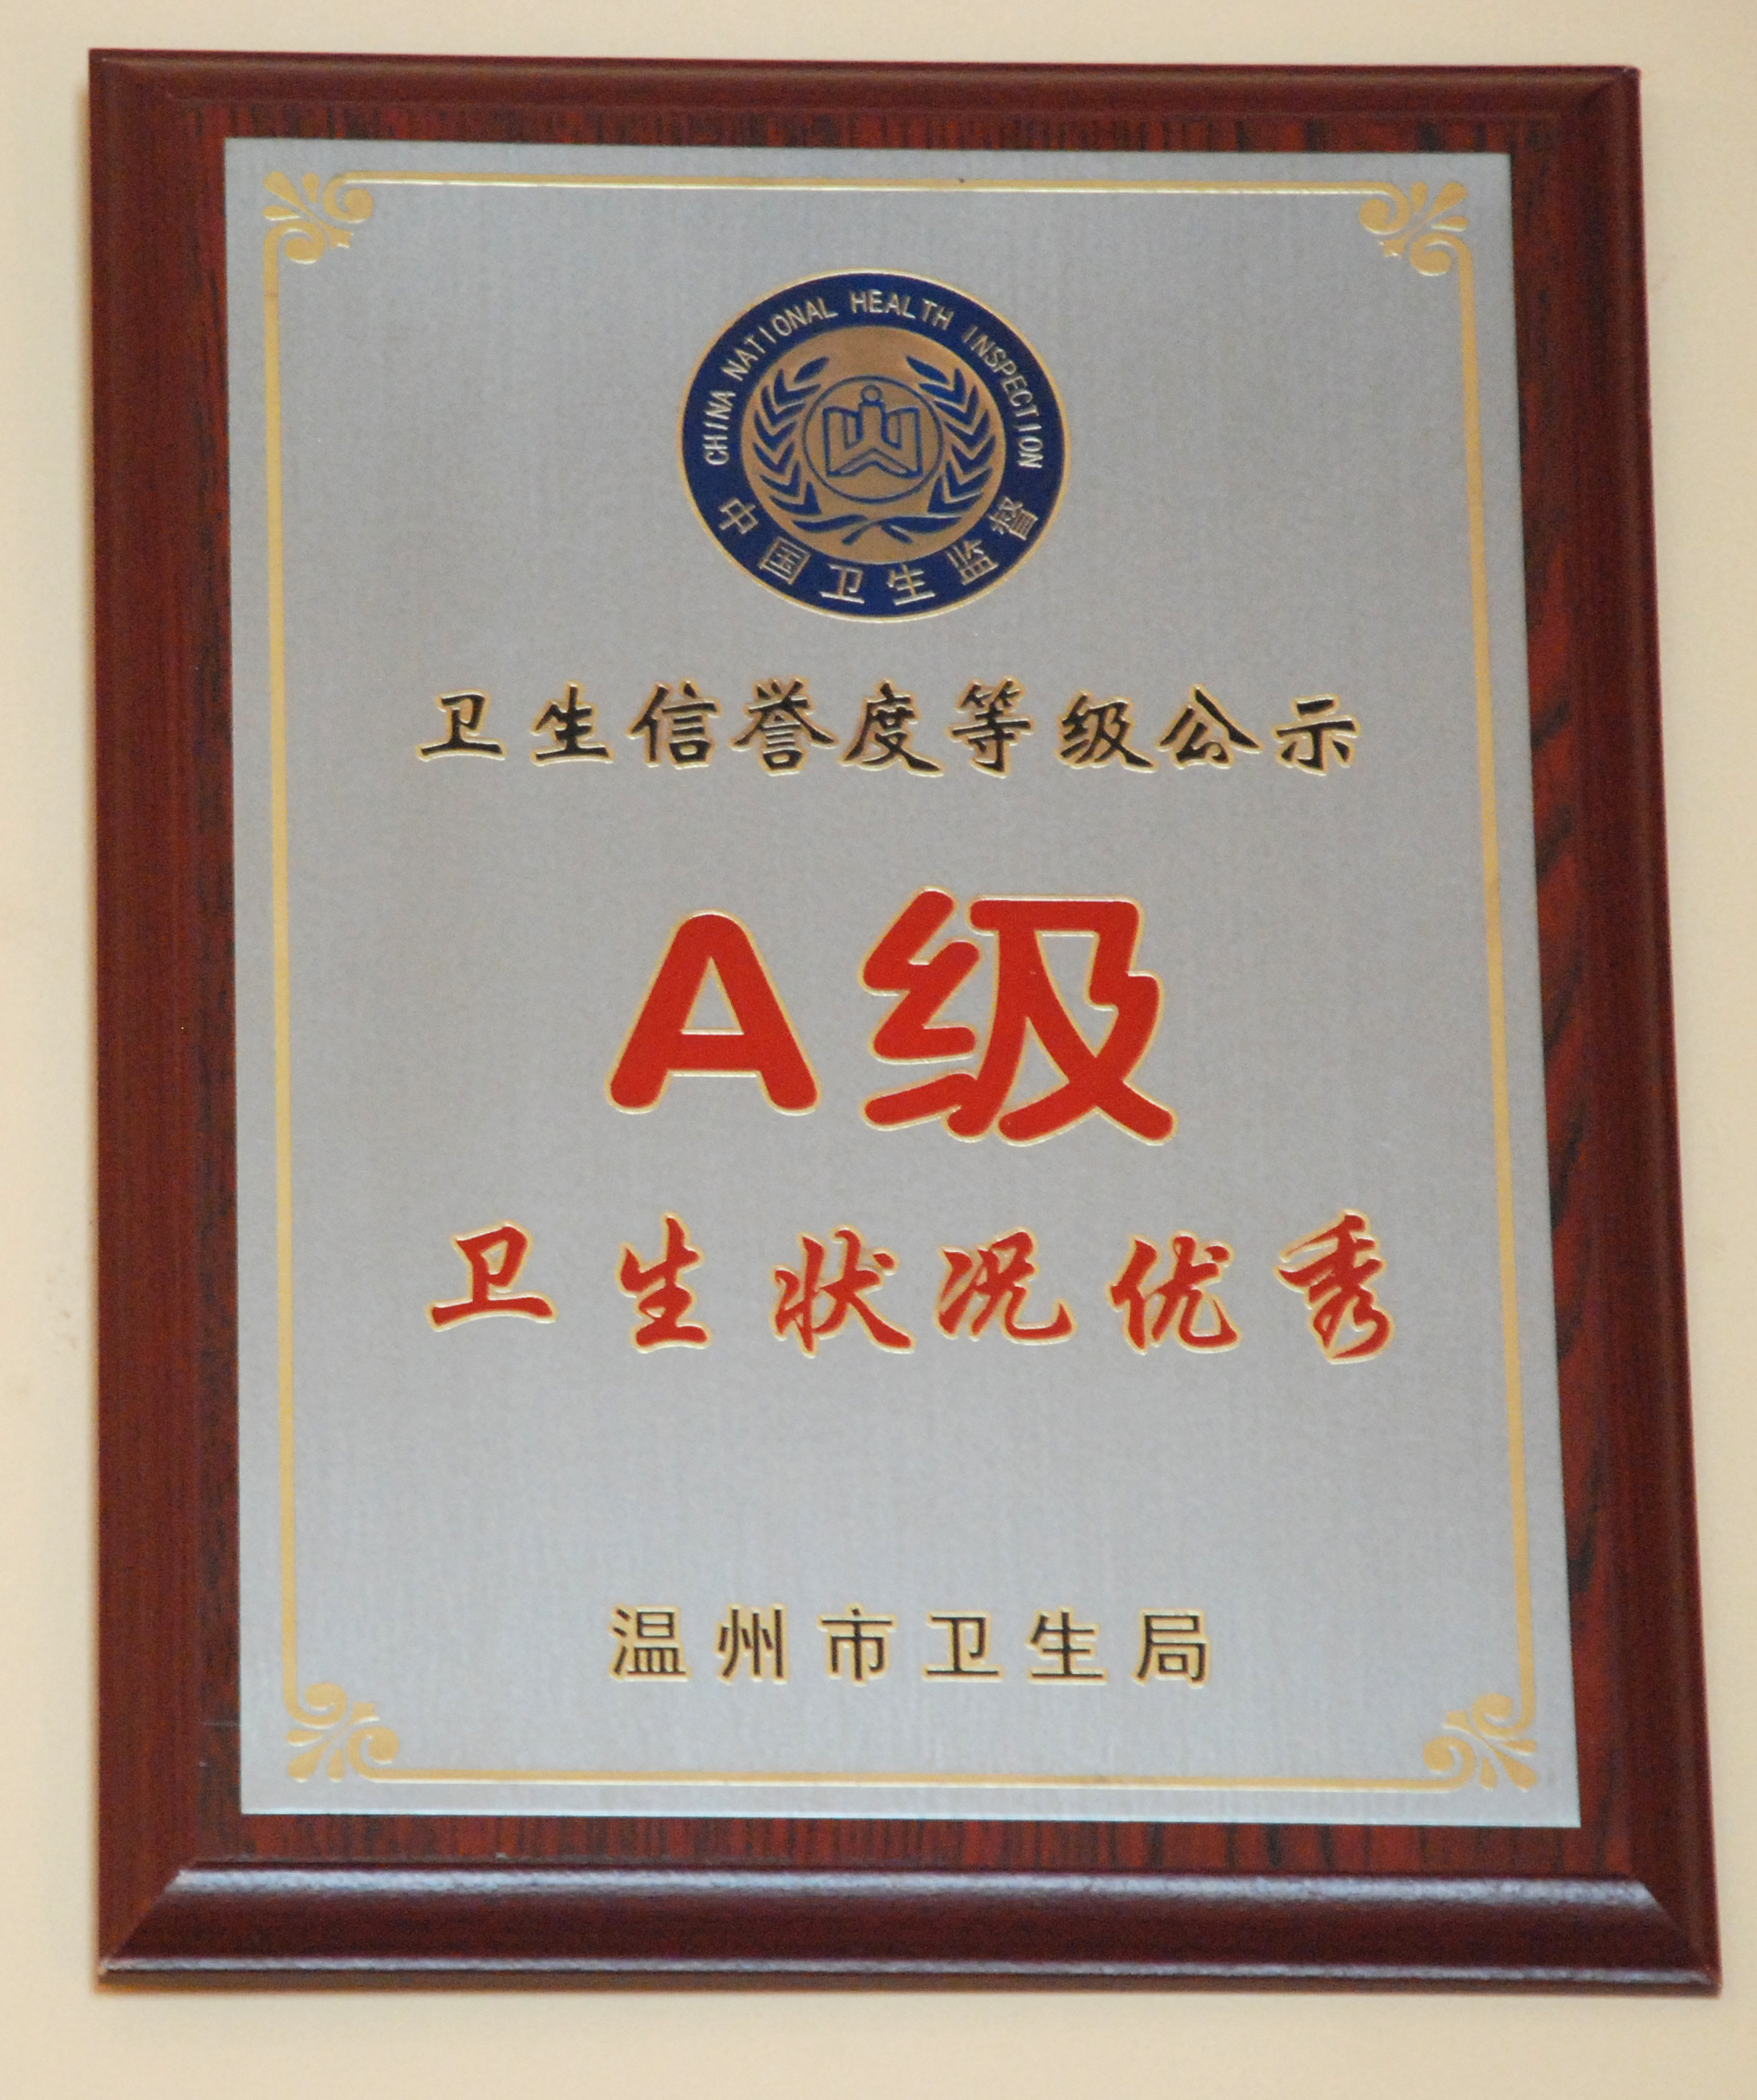 CHINA NATIONAL HEALTH INSPECTION
中国卫生监督
卫生信誉度等级公示
A级
卫生状况优秀
温州市卫生局